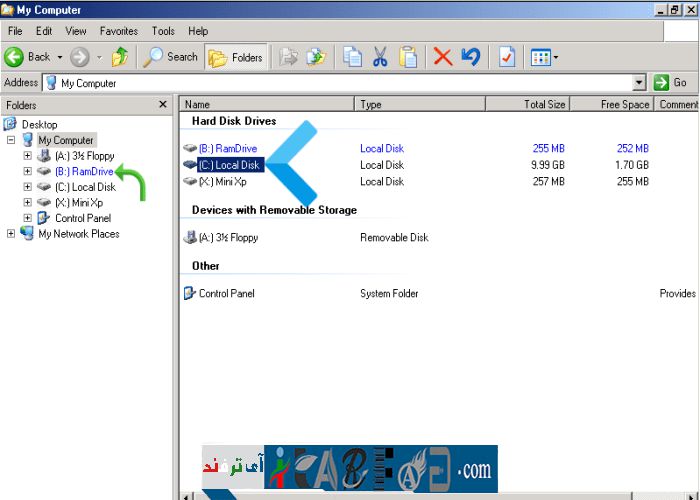 My Computer
File Edit View Favorites Tools Help
Back Search Folders
Address My Computer Go
Folders
Desktop
My Computer
(A:) 3½ Floppy
(B:) RamDrive
(C:) Local Disk
(X:) Mini Xp
Control Panel
My Network Places
Name Type Total Size Free Space Comment
Hard Disk Drives
(B:) RamDrive Local Disk 255 MB 252 MB
(C:) Local Disk Local Disk 9.99 GB 1.70 GB
(X:) Mini Xp Local Disk 257 MB 255 MB
Devices with Removable Storage
(A:) 3½ Floppy Removable Disk
Other
Control Panel System Folder Provides
آی ترفند
.com